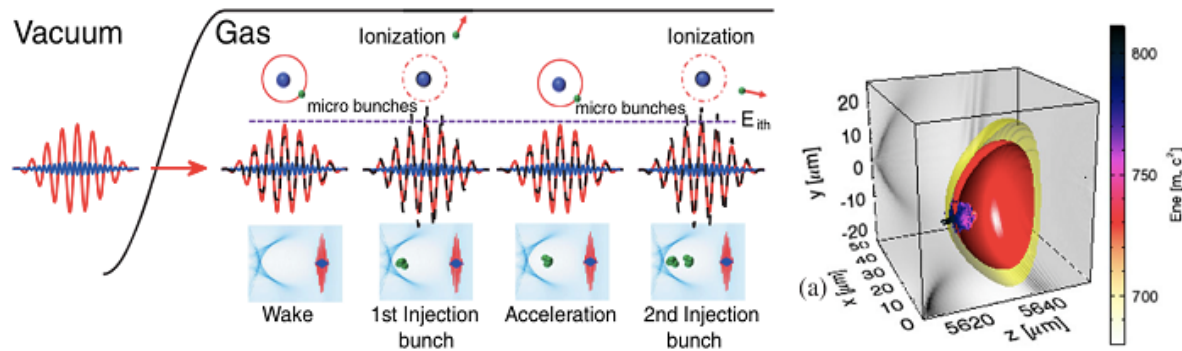 Vacuum
Gas
Ionization
Ionization
micro bunches
micro bunches
E_ith
Wake
1st Injection
bunch
Acceleration
2nd Injection
bunch
(a)
y [μm]
20
10
0
-10
-20
x [μm]
50
40
30
20
10
0
z [μm]
5620
5640
Ene [m_e c²]
800
750
700